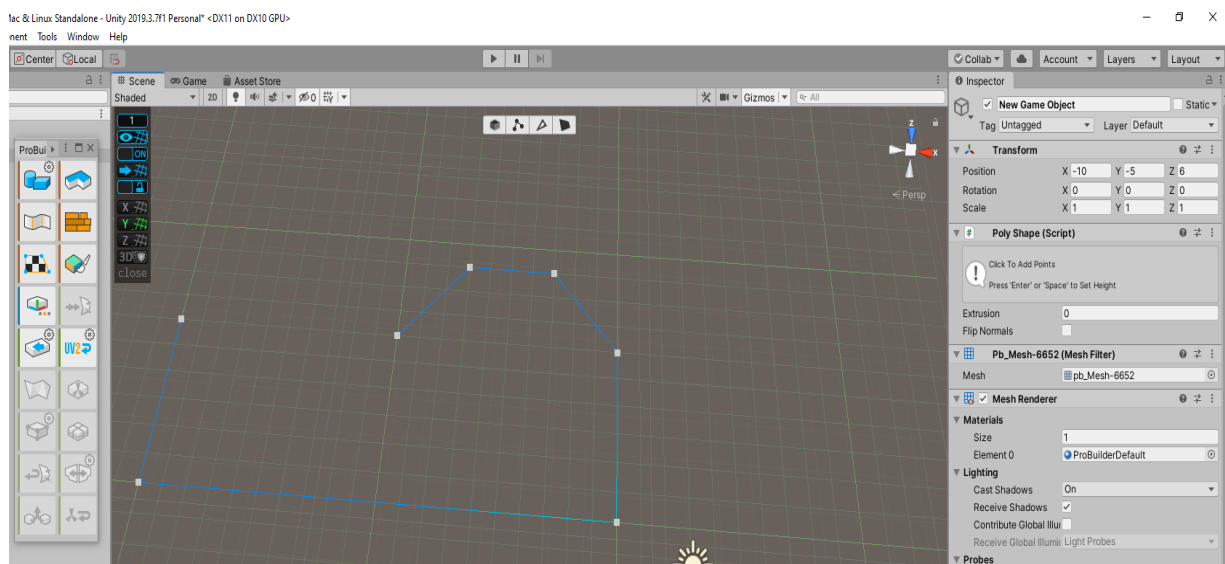 Mac & Linux Standalone - Unity 2019.3.7f1 Personal* <DX11 on DX10 GPU>
nent Tools Window Help
Center Local
Collab Account Layers Layout
Scene Game Asset Store
Shaded 2D 0 Gizmos All
Inspector
New Game Object Static
Tag Untagged Layer Default
Transform
Position X -10 Y -5 Z 6
Rotation X 0 Y 0 Z 0
Scale X 1 Y 1 Z 1
Poly Shape (Script)
Click To Add Points
Press 'Enter' or 'Space' to Set Height
Extrusion 0
Flip Normals
Pb_Mesh-6652 (Mesh Filter)
Mesh pb_Mesh-6652
Mesh Renderer
Materials
Size 1
Element 0 ProBuilderDefault
Lighting
Cast Shadows On
Receive Shadows
Contribute Global Illui
Receive Global Illumii Light Probes
Probes
ProBui
UV2
1
ON
X
Y
Z
3D
close
z
x
< Persp